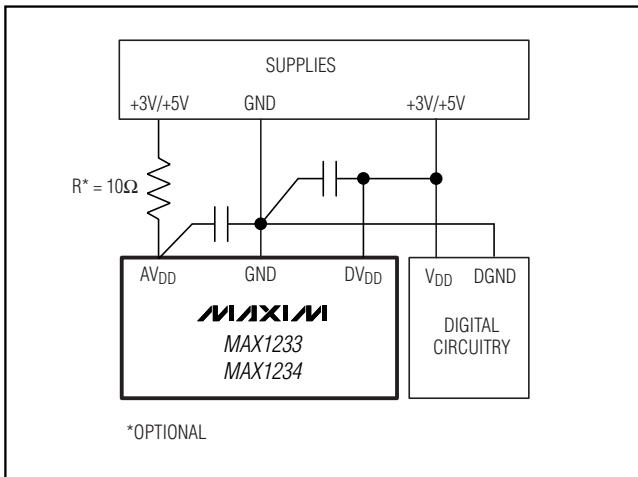 SUPPLIES
+3V/+5V GND +3V/+5V
R* = 10Ω
AVDD GND DVDD VDD DGND
MAXIM
MAX1233
MAX1234
DIGITAL
CIRCUITRY
*OPTIONAL